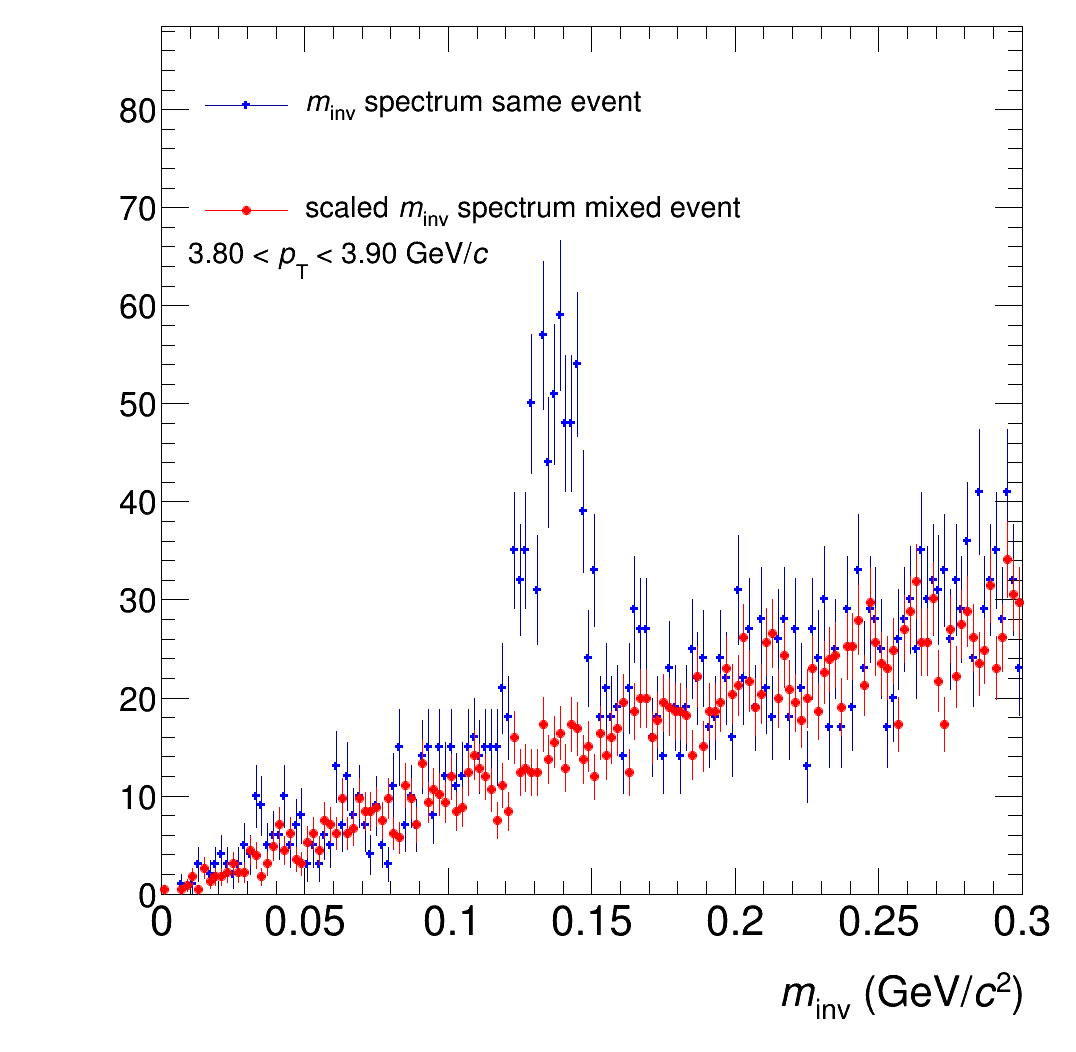 80
m_inv spectrum same event
70
scaled m_inv spectrum mixed event
3.80 < p_T < 3.90 GeV/c
60
50
40
30
20
10
0
0 0.05 0.1 0.15 0.2 0.25 0.3
m_inv (GeV/c²)